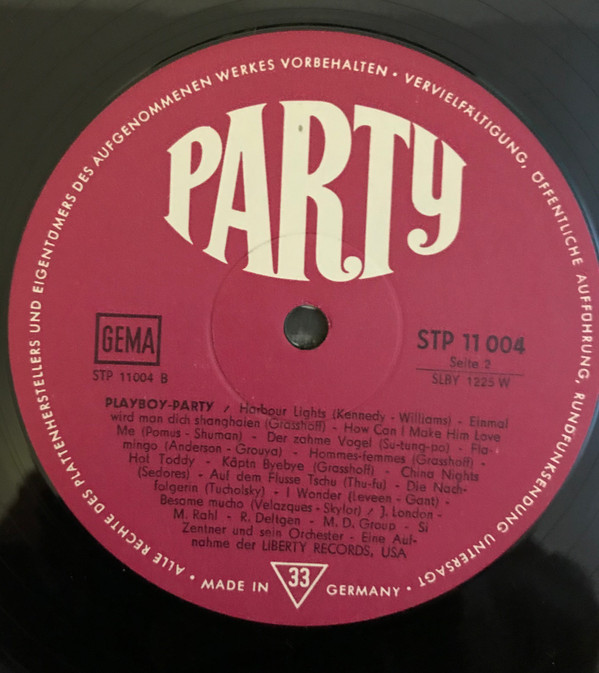 ALLE RECHTE DES PLATTENHERSTELLERS UND EIGENTÜMERS DES AUFGENOMMENEN WERKES VORBEHALTEN · VERVIELFÄLTIGUNG, ÖFFENTLICHE AUFFÜHRUNG, RUNDFUNKSENDUNG UNTERSAGT ·
PARTY
GEMA
STP 11004 B
STP 11 004
Seite 2
SLBY 1225 W
PLAYBOY-PARTY / Harbour Lights (Kennedy - Williams) - Einmal
wird man dich shanghaien (Grasshoff) - How Can I Make Him Love
Me (Pomus - Shuman) - Der zahme Vogel (Su-tung-po) - Fla-
mingo (Anderson - Grouya) - Hommes-femmes (Grasshoff) -
Hot Toddy - Käptn Byebye (Grasshoff) - China Nights
(Sedores) - Auf dem Flusse Tschu (Thu-fu) - Die Nach-
folgerin (Tucholsky) - I Wonder (Leveen - Gant) -
Besame mucho (Velazques - Skylor) / J. London -
M. Rahl - R. Deltgen - M. D. Group - Si
Zentner und sein Orchester - Eine Auf-
nahme der LIBERTY RECORDS, USA
MADE IN 33 GERMANY ·